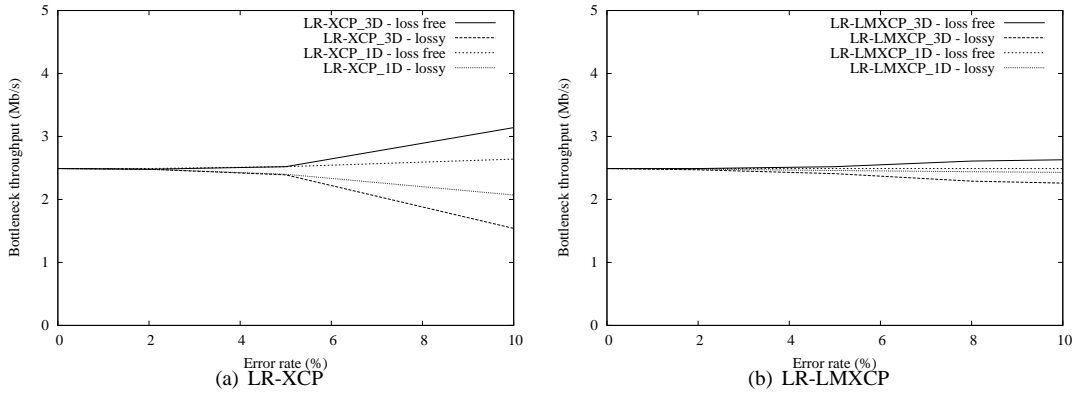 5
4
3
2
1
0
0 2 4 6 8 10
Bottleneck throughput (Mb/s)
Error rate (%)
LR-XCP_3D - loss free
LR-XCP_3D - lossy
LR-XCP_1D - loss free
LR-XCP_1D - lossy
(a) LR-XCP
5
4
3
2
1
0
0 2 4 6 8 10
Bottleneck throughput (Mb/s)
Error rate (%)
LR-LMXCP_3D - loss free
LR-LMXCP_3D - lossy
LR-LMXCP_1D - loss free
LR-LMXCP_1D - lossy
(b) LR-LMXCP